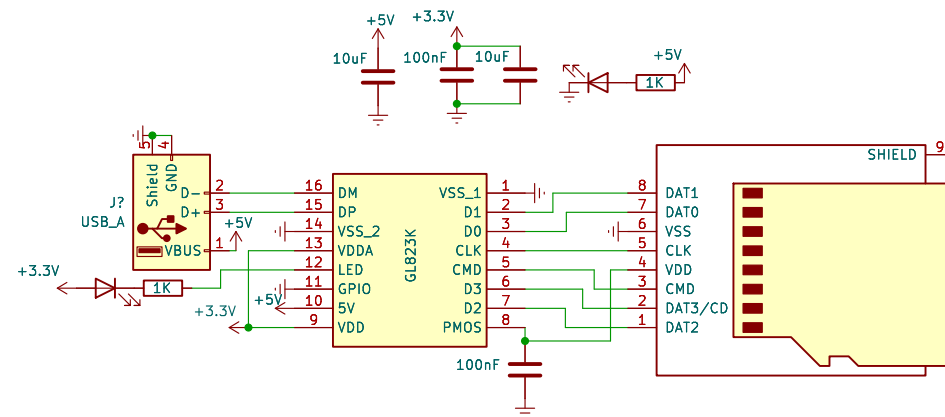 +5V
+3.3V
10uF
100nF
10uF
+5V
1K
5
4
Shield
GND
J?
USB_A
D-
2
D+
3
VBUS
1
+5V
+3.3V
1K
+3.3V
+5V
16
DM
15
DP
14
VSS_2
13
VDDA
12
LED
11
GPIO
10
5V
9
VDD
GL823K
VSS_1
1
D1
2
D0
3
CLK
4
CMD
5
D3
6
D2
7
PMOS
8
100nF
SHIELD
9
8
DAT1
7
DAT0
6
VSS
5
CLK
4
VDD
3
CMD
2
DAT3/CD
1
DAT2